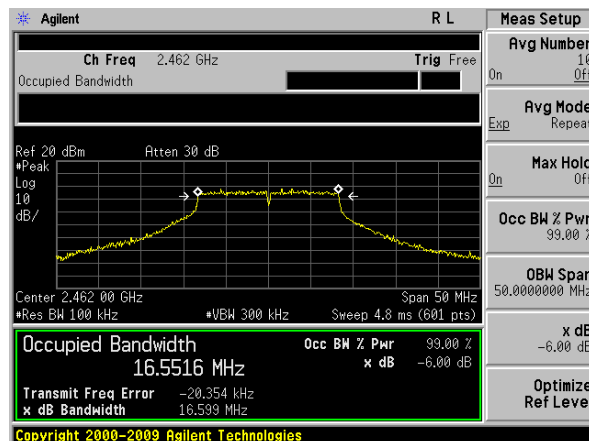 Agilent R L Meas Setup
Ch Freq 2.462 GHz Trig Free
Occupied Bandwidth
Avg Number
10
On Off
Avg Mode
Exp Repeat
Max Hold
On Off
Occ BW % Pwr
99.00 %
OBW Span
50.0000000 MHz
x dB
-6.00 dB
Optimize
Ref Level
Ref 20 dBm Atten 30 dB
#Peak
Log
10
dB/
Center 2.462 00 GHz Span 50 MHz
#Res BW 100 kHz #VBW 300 kHz Sweep 4.8 ms (601 pts)
Occupied Bandwidth
16.5516 MHz
Occ BW % Pwr 99.00 %
x dB -6.00 dB
Transmit Freq Error -20.354 kHz
x dB Bandwidth 16.599 MHz
Copyright 2000-2009 Agilent Technologies